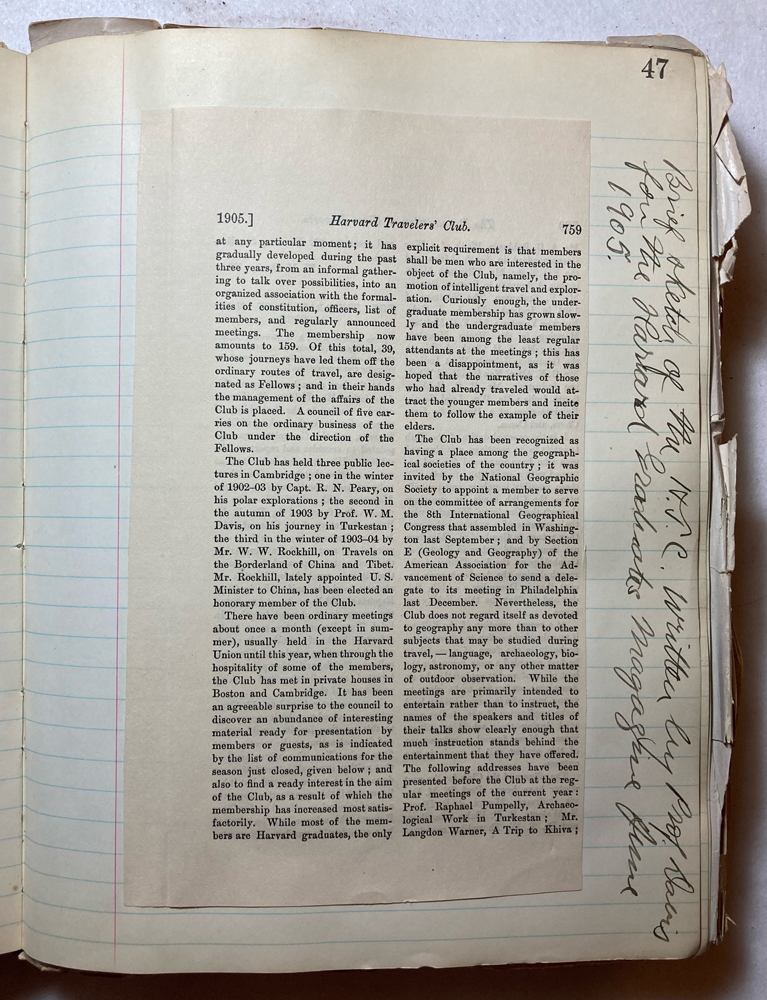 47
1905.]
Harvard Travelers' Club.
759
at any particular moment; it has
gradually developed during the past
three years, from an informal gather-
ing to talk over possibilities, into an
organized association with the formal-
ities of constitution, officers, list of
members, and regularly announced
meetings. The membership now
amounts to 159. Of this total, 39,
whose journeys have led them off the
ordinary routes of travel, are desig-
nated as Fellows; and in their hands
the management of the affairs of the
Club is placed. A council of five car-
ries on the ordinary business of the
Club under the direction of the
Fellows.
The Club has held three public lec-
tures in Cambridge; one in the winter
of 1902-03 by Capt. R. N. Peary, on
his polar explorations; the second in
the autumn of 1903 by Prof. W. M.
Davis, on his journey in Turkestan;
the third in the winter of 1903-04 by
Mr. W. W. Rockhill, on Travels on
the Borderland of China and Tibet.
Mr. Rockhill, lately appointed U. S.
Minister to China, has been elected an
honorary member of the Club.
There have been ordinary meetings
about once a month (except in sum-
mer), usually held in the Harvard
Union until this year, when through the
hospitality of some of the members,
the Club has met in private houses in
Boston and Cambridge. It has been
an agreeable surprise to the council to
discover an abundance of interesting
material ready for presentation by
members or guests, as is indicated
by the list of communications for the
season just closed, given below; and
also to find a ready interest in the aim
of the Club, as a result of which the
membership has increased most satis-
factorily. While most of the mem-
bers are Harvard graduates, the only
explicit requirement is that members
shall be men who are interested in the
object of the Club, namely, the pro-
motion of intelligent travel and explor-
ation. Curiously enough, the under-
graduate membership has grown slow-
ly and the undergraduate members
have been among the least regular
attendants at the meetings; this has
been a disappointment, as it was
hoped that the narratives of those
who had already traveled would at-
tract the younger members and incite
them to follow the example of their
elders.
The Club has been recognized as
having a place among the geograph-
ical societies of the country; it was
invited by the National Geographic
Society to appoint a member to serve
on the committee of arrangements for
the 8th International Geographical
Congress that assembled in Washing-
ton last September; and by Section
E (Geology and Geography) of the
American Association for the Ad-
vancement of Science to send a dele-
gate to its meeting in Philadelphia
last December. Nevertheless, the
Club does not regard itself as devoted
to geography any more than to other
subjects that may be studied during
travel, — language, archaeology, bio-
logy, astronomy, or any other matter
of outdoor observation. While the
meetings are primarily intended to
entertain rather than to instruct, the
names of the speakers and titles of
their talks show clearly enough that
much instruction stands behind the
entertainment that they have offered.
The following addresses have been
presented before the Club at the reg-
ular meetings of the current year:
Prof. Raphael Pumpelly, Archaeo-
logical Work in Turkestan; Mr.
Langdon Warner, A Trip to Khiva;
Brief sketch of the H.T.C. written by Prof. Davis
for the Harvard Graduates Magazine June
1905.